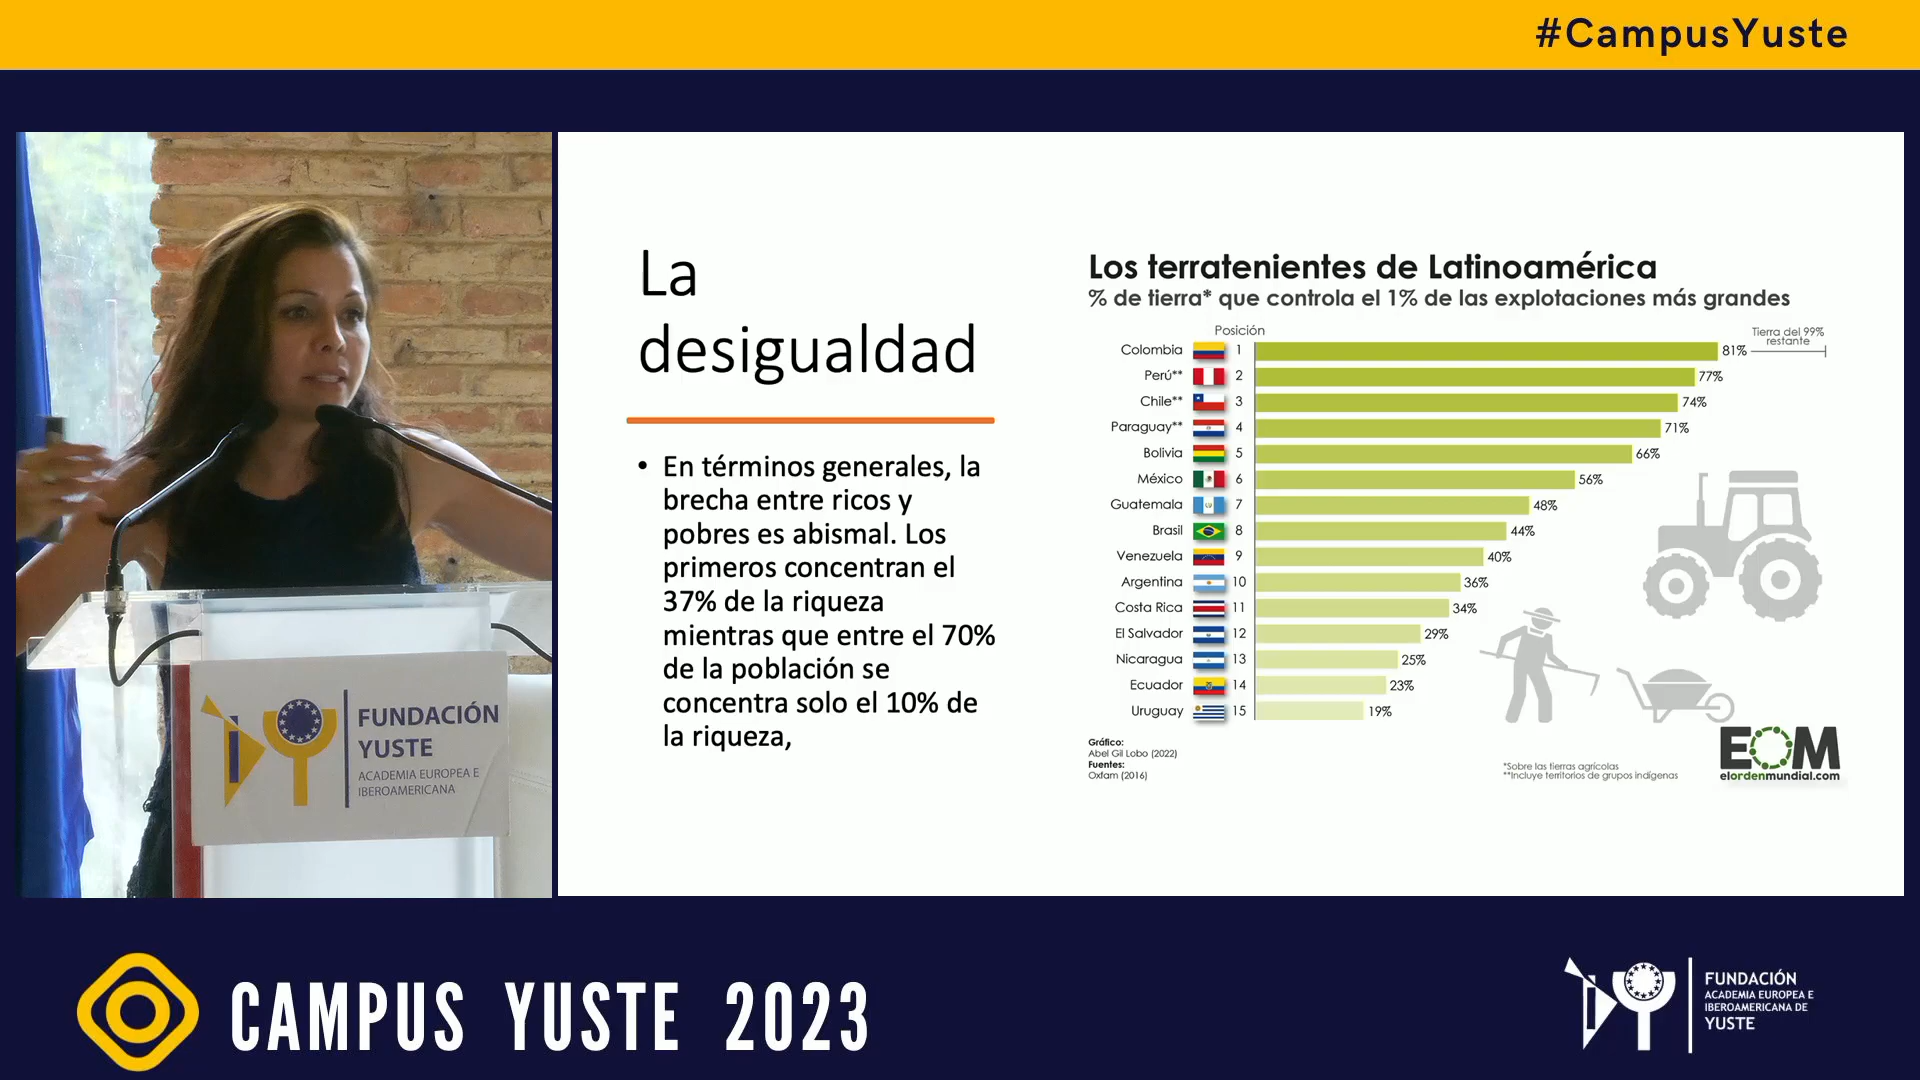 #CampusYuste
La
desigualdad
• En términos generales, la
brecha entre ricos y
pobres es abismal. Los
primeros concentran el
37% de la riqueza
mientras que entre el 70%
de la población se
concentra solo el 10% de
la riqueza,
Los terratenientes de Latinoamérica
% de tierra* que controla el 1% de las explotaciones más grandes
Posición
Tierra del 99%
restante
Colombia 1 81%
Perú** 2 77%
Chile** 3 74%
Paraguay** 4 71%
Bolivia 5 66%
México 6 56%
Guatemala 7 48%
Brasil 8 44%
Venezuela 9 40%
Argentina 10 36%
Costa Rica 11 34%
El Salvador 12 29%
Nicaragua 13 25%
Ecuador 14 23%
Uruguay 15 19%
Gráfico:
Abel Gil Lobo (2022)
Fuentes:
Oxfam (2016)
*Sobre las tierras agrícolas
**Incluye territorios de grupos indígenas
EOM
elordenmundial.com
FUNDACIÓN
YUSTE
ACADEMIA EUROPEA E
IBEROAMERICANA
CAMPUS YUSTE 2023
FUNDACIÓN
ACADEMIA EUROPEA E
IBEROAMERICANA DE
YUSTE